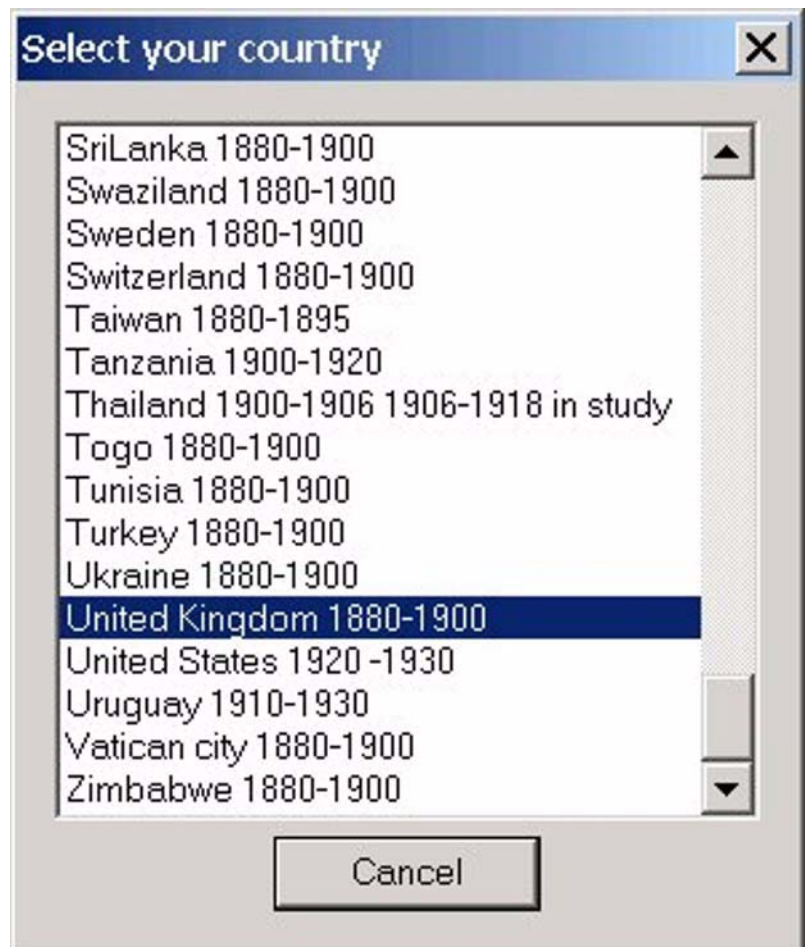 Select your country
SriLanka 1880-1900
Swaziland 1880-1900
Sweden 1880-1900
Switzerland 1880-1900
Taiwan 1880-1895
Tanzania 1900-1920
Thailand 1900-1906 1906-1918 in study
Togo 1880-1900
Tunisia 1880-1900
Turkey 1880-1900
Ukraine 1880-1900
United Kingdom 1880-1900
United States 1920 -1930
Uruguay 1910-1930
Vatican city 1880-1900
Zimbabwe 1880-1900
Cancel